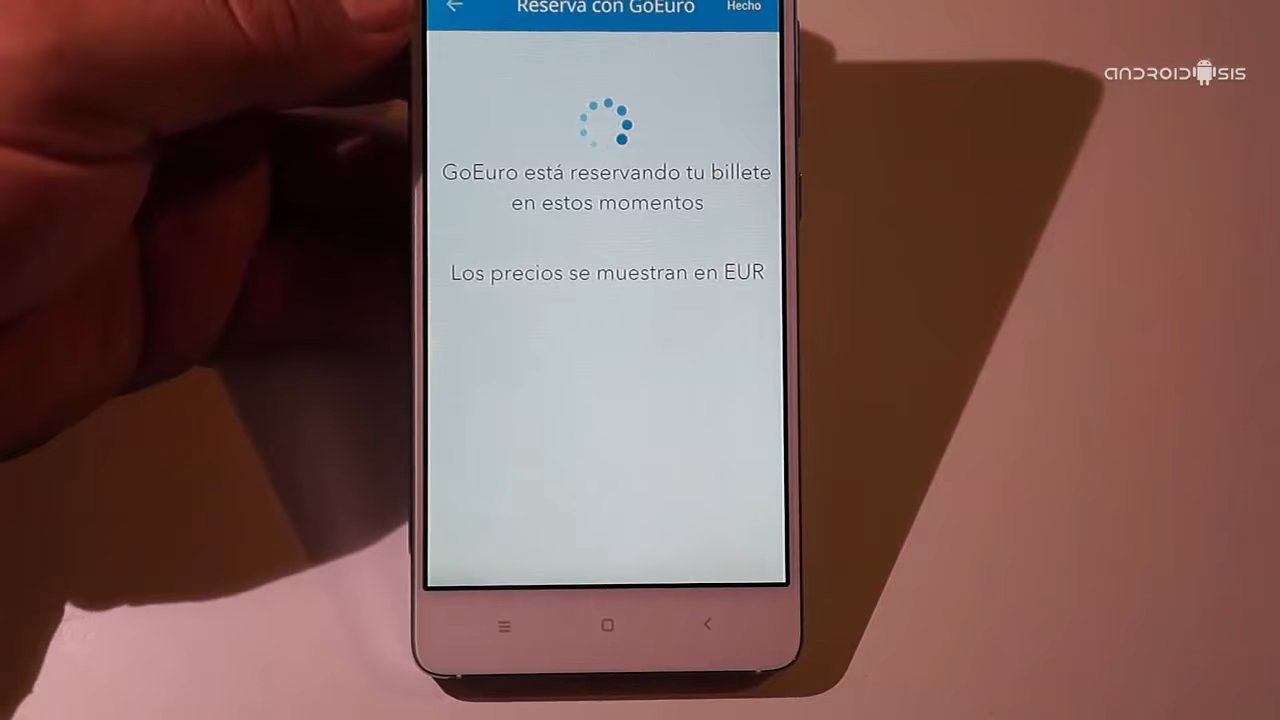 Reserva con GoEuro
Hecho
ANDROIDSIS
GoEuro está reservando tu billete
en estos momentos
Los precios se muestran en EUR